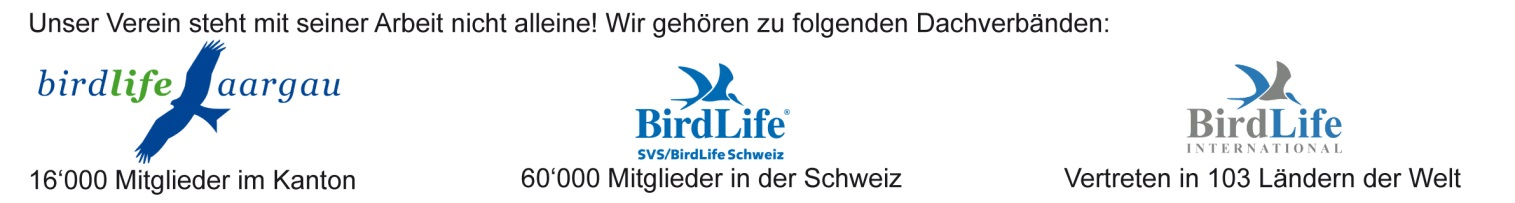 Unser Verein steht mit seiner Arbeit nicht alleine! Wir gehören zu folgenden Dachverbänden:
birdlife aargau
BirdLife®
SVS/BirdLife Schweiz
BirdLife
INTERNATIONAL
16‘000 Mitglieder im Kanton
60‘000 Mitglieder in der Schweiz
Vertreten in 103 Ländern der Welt